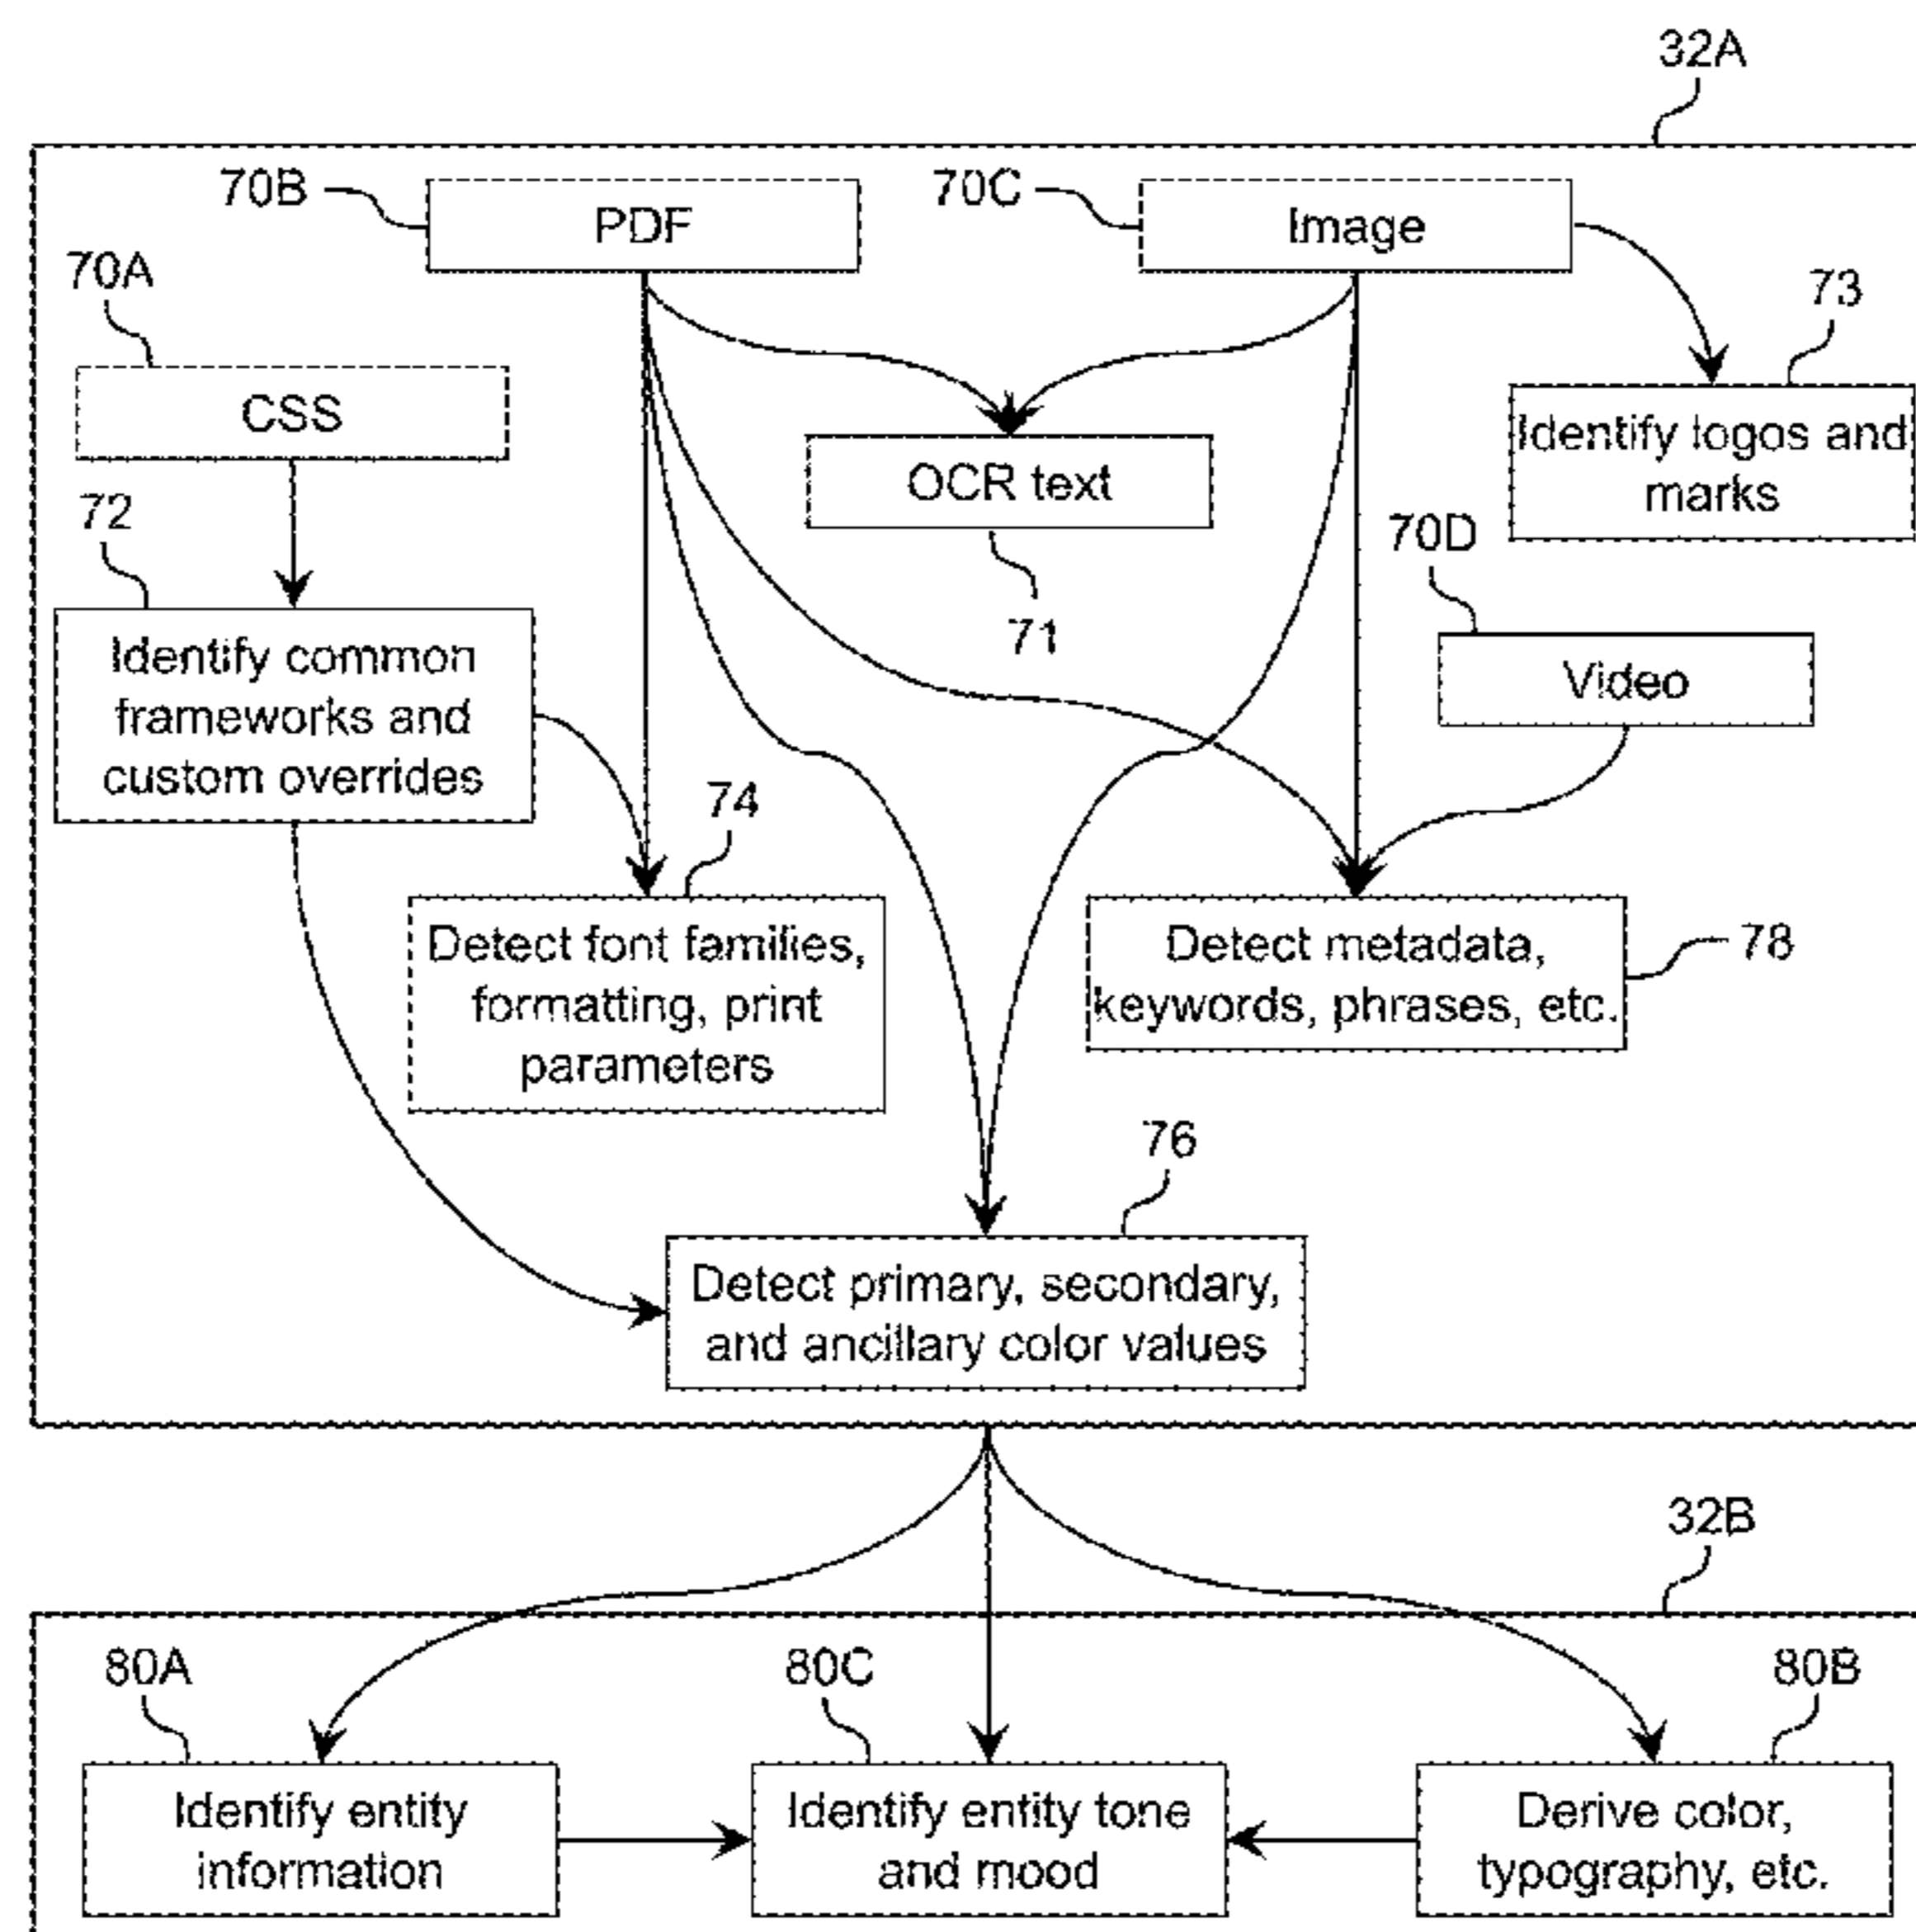 32A
70B
PDF
70C
Image
70A
73
CSS
Identify logos and
marks
OCR text
72
70D
71
Identify common
frameworks and
custom overrides
Video
74
Detect font families,
formatting, print
parameters
Detect metadata,
keywords, phrases, etc.
78
76
Detect primary, secondary,
and ancillary color values
32B
80A
80C
80B
Identify entity
information
Identify entity tone
and mood
Derive color,
typography, etc.